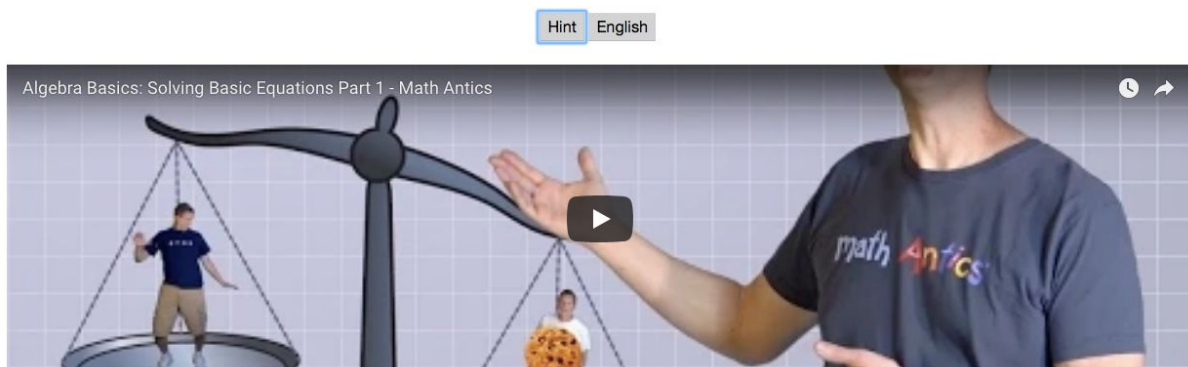 Hint English
Algebra Basics: Solving Basic Equations Part 1 - Math Antics
math Antics